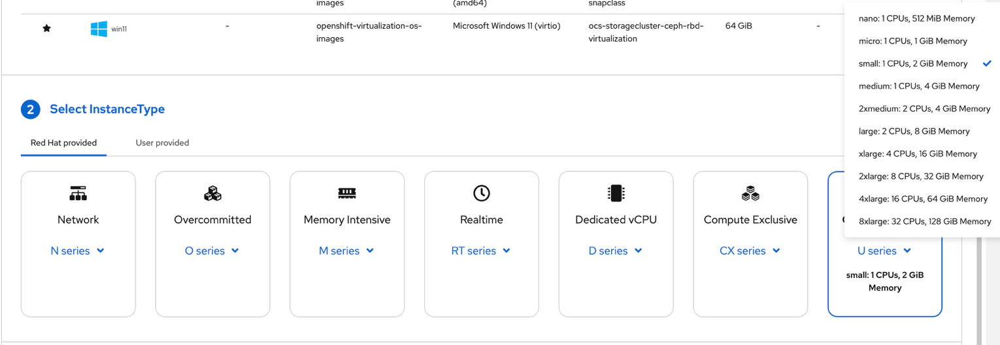 images
(amd64)
snapclass
win11
-
openshift-virtualization-os-
images
Microsoft Windows 11 (virtio)
ocs-storagecluster-ceph-rbd-
virtualization
64 GiB
-
nano: 1 CPUs, 512 MiB Memory
micro: 1 CPUs, 1 GiB Memory
small: 1 CPUs, 2 GiB Memory
medium: 1 CPUs, 4 GiB Memory
2xmedium: 2 CPUs, 4 GiB Memory
large: 2 CPUs, 8 GiB Memory
xlarge: 4 CPUs, 16 GiB Memory
2xlarge: 8 CPUs, 32 GiB Memory
4xlarge: 16 CPUs, 64 GiB Memory
8xlarge: 32 CPUs, 128 GiB Memory
2 Select InstanceType
Red Hat provided
User provided
Network
N series
Overcommitted
O series
Memory Intensive
M series
Realtime
RT series
Dedicated vCPU
D series
Compute Exclusive
CX series
U series
small: 1 CPUs, 2 GiB
Memory